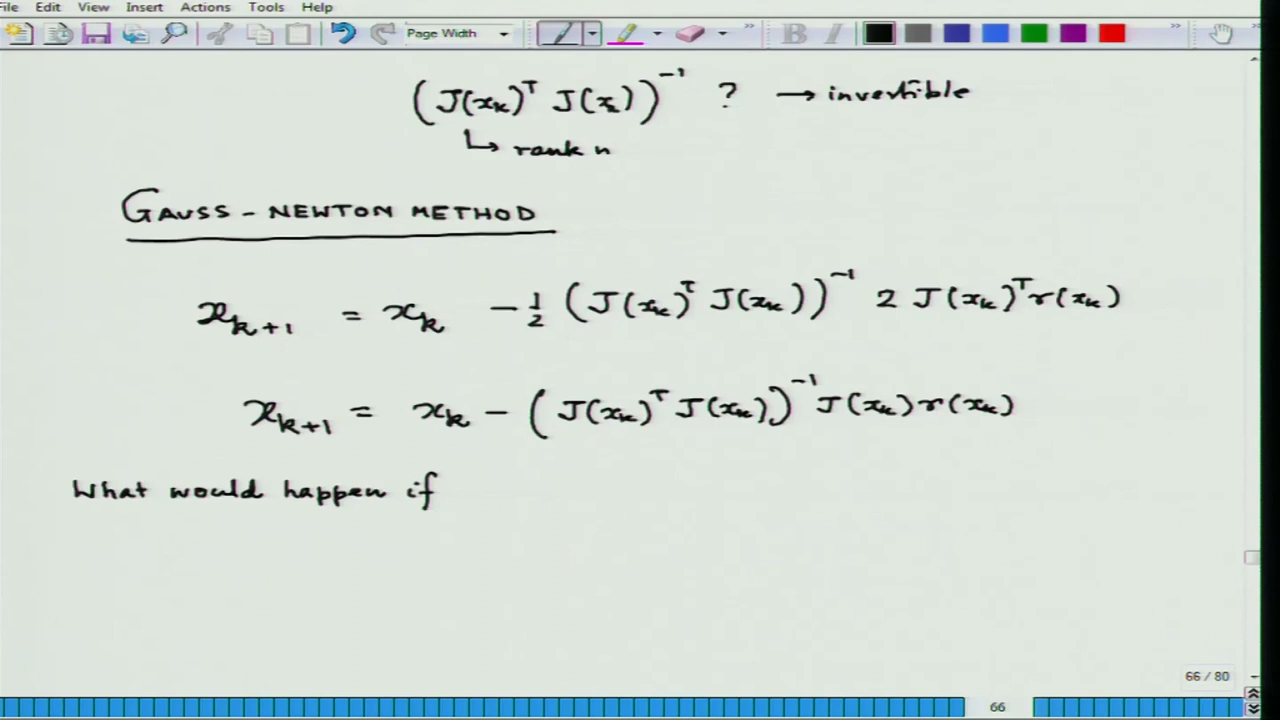 File Edit View Insert Actions Tools Help
Page Width
(J(xₖ)ᵀ J(xₖ))⁻¹ ? → invertible
↳ rank n
GAUSS - NEWTON METHOD
xₖ₊₁ = xₖ - 1/2 (J(xₖ)ᵀ J(xₖ))⁻¹ 2 J(xₖ)ᵀ r(xₖ)
xₖ₊₁ = xₖ - (J(xₖ)ᵀ J(xₖ))⁻¹ J(xₖ) r(xₖ)
What would happen if
66 / 80
66